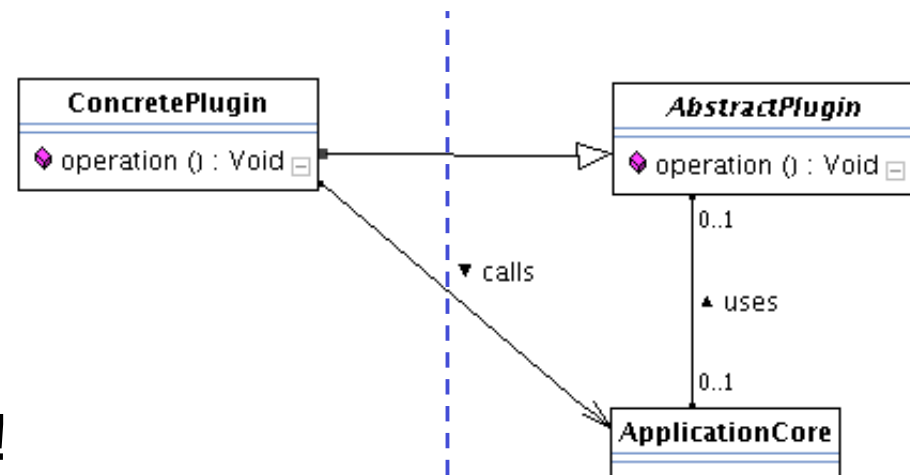 ConcretePlugin
operation () : Void
AbstractPlugin
operation () : Void
0..1
▼ calls
▲ uses
0..1
!
ApplicationCore